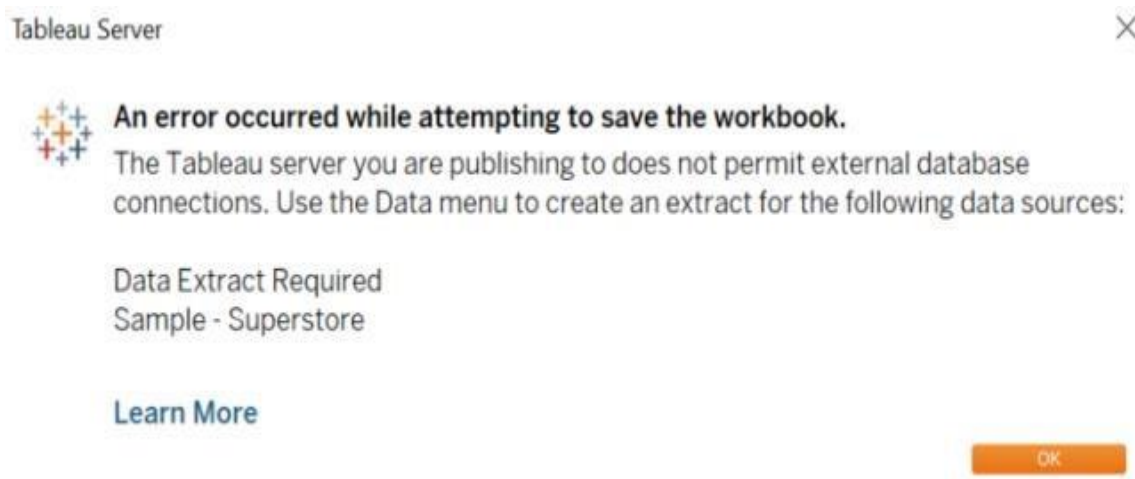 Tableau Server
An error occurred while attempting to save the workbook.
The Tableau server you are publishing to does not permit external database
connections. Use the Data menu to create an extract for the following data sources:
Data Extract Required
Sample - Superstore
Learn More
OK